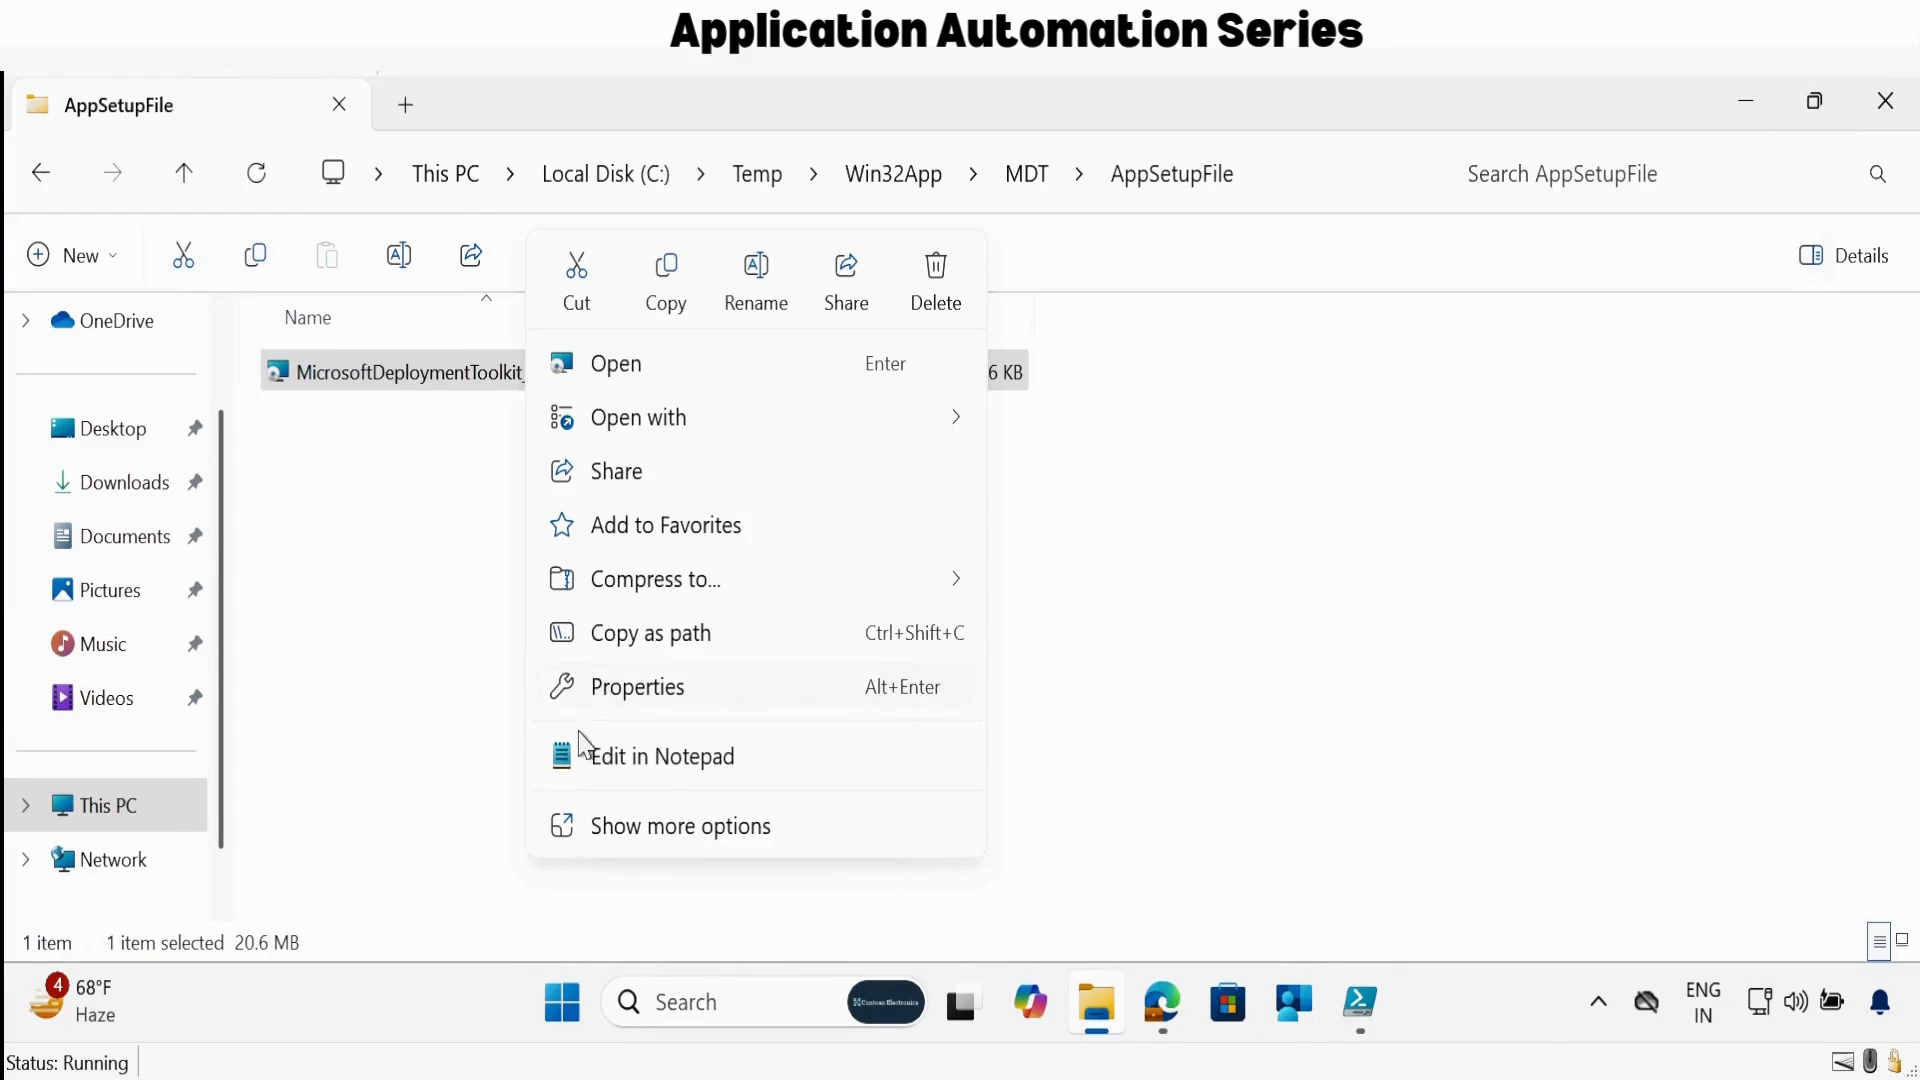 Application Automation Series
AppSetupFile
This PC > Local Disk (C:) > Temp > Win32App > MDT > AppSetupFile
Search AppSetupFile
New
Details
Cut
Copy
Rename
Share
Delete
Name
MicrosoftDeploymentToolkit_
6 KB
Open Enter
Open with
Share
Add to Favorites
Compress to...
Copy as path Ctrl+Shift+C
Properties Alt+Enter
Edit in Notepad
Show more options
OneDrive
Desktop
Downloads
Documents
Pictures
Music
Videos
This PC
Network
1 item 1 item selected 20.6 MB
4
68°F
Haze
Search
Contoso Electronics
ENG
IN
Status: Running